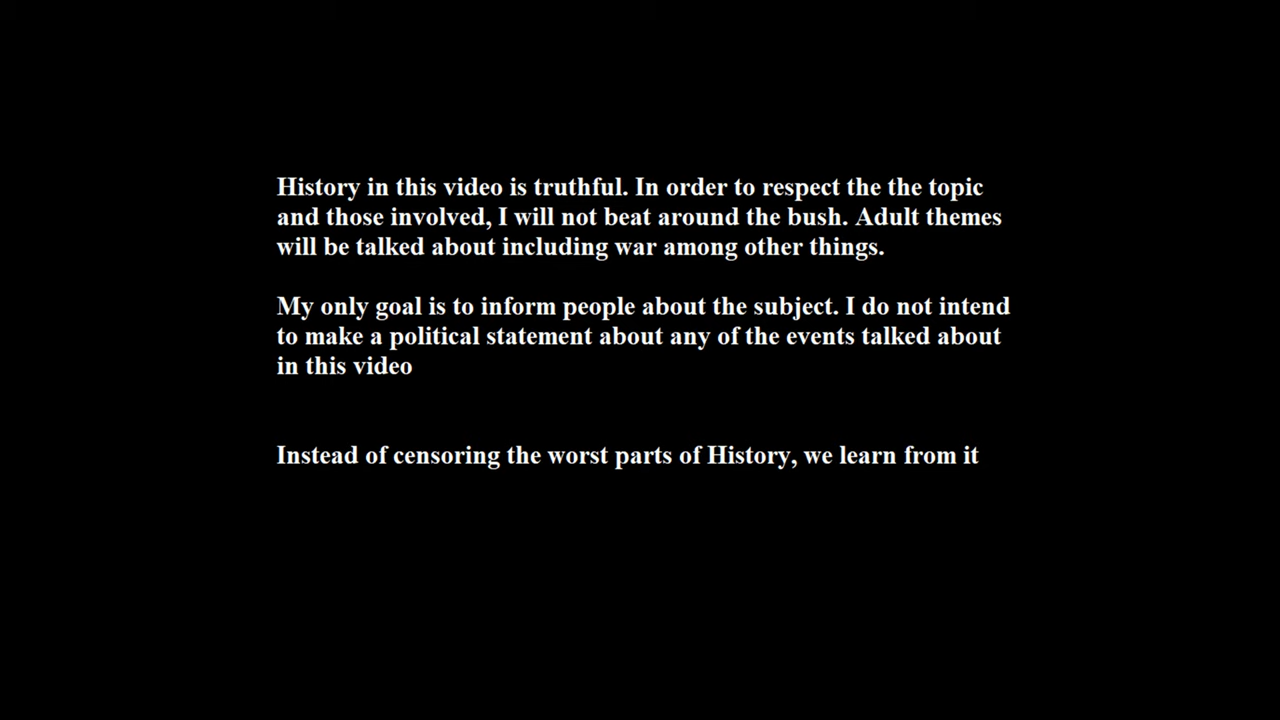 History in this video is truthful. In order to respect the the topic
and those involved, I will not beat around the bush. Adult themes
will be talked about including war among other things.
My only goal is to inform people about the subject. I do not intend
to make a political statement about any of the events talked about
in this video
Instead of censoring the worst parts of History, we learn from it